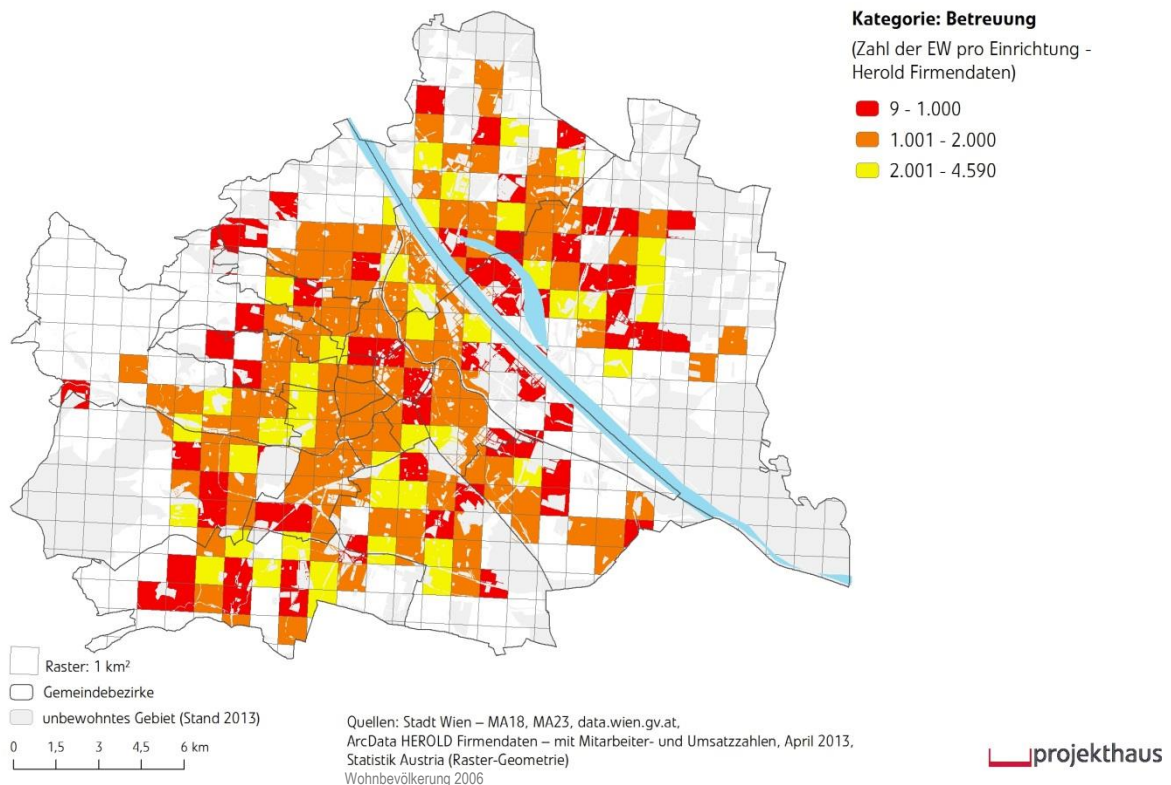 Kategorie: Betreuung
(Zahl der EW pro Einrichtung -
Herold Firmendaten)
9 - 1.000
1.001 - 2.000
2.001 - 4.590
Raster: 1 km²
Gemeindebezirke
unbewohntes Gebiet (Stand 2013)
0 1,5 3 4,5 6 km
Quellen: Stadt Wien – MA18, MA23, data.wien.gv.at,
ArcData HEROLD Firmendaten – mit Mitarbeiter- und Umsatzzahlen, April 2013,
Statistik Austria (Raster-Geometrie)
Wohnbevölkerung 2006
projekthaus